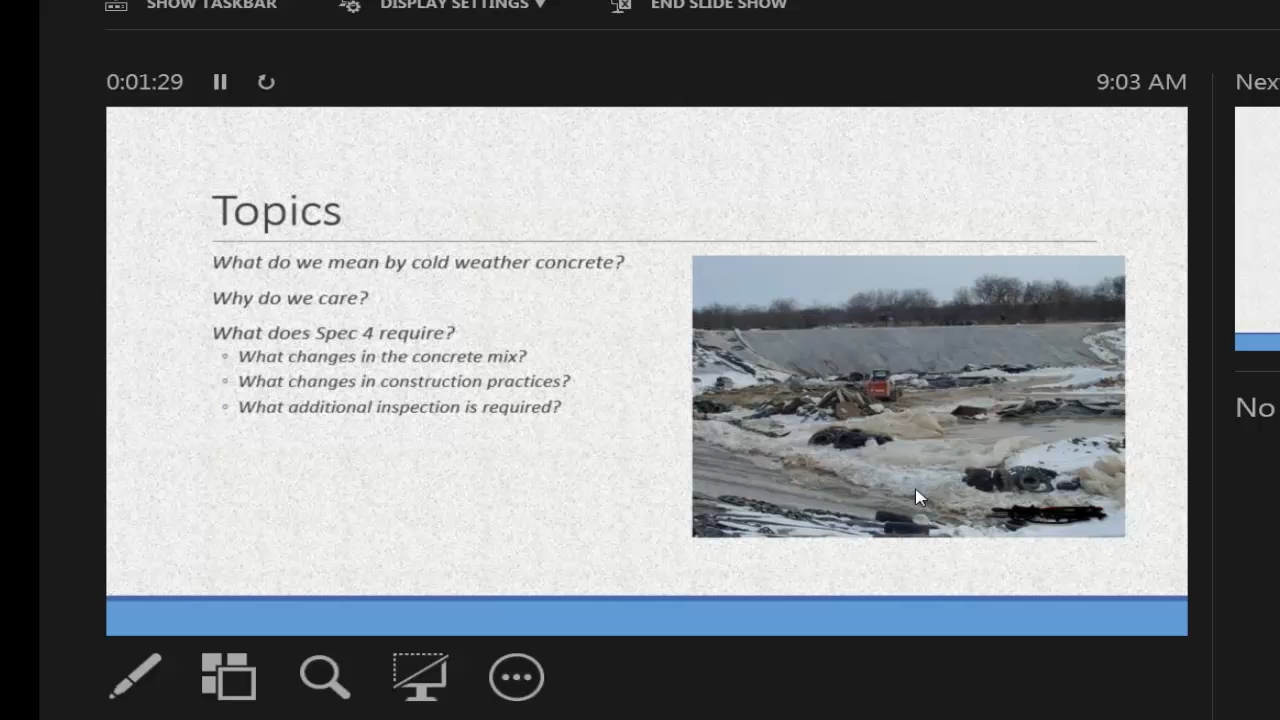 SHOW TASKBAR
DISPLAY SETTINGS ▼
END SLIDE SHOW
0:01:29
9:03 AM
Topics
What do we mean by cold weather concrete?
Why do we care?
What does Spec 4 require?
◦ What changes in the concrete mix?
◦ What changes in construction practices?
◦ What additional inspection is required?
Nex
No